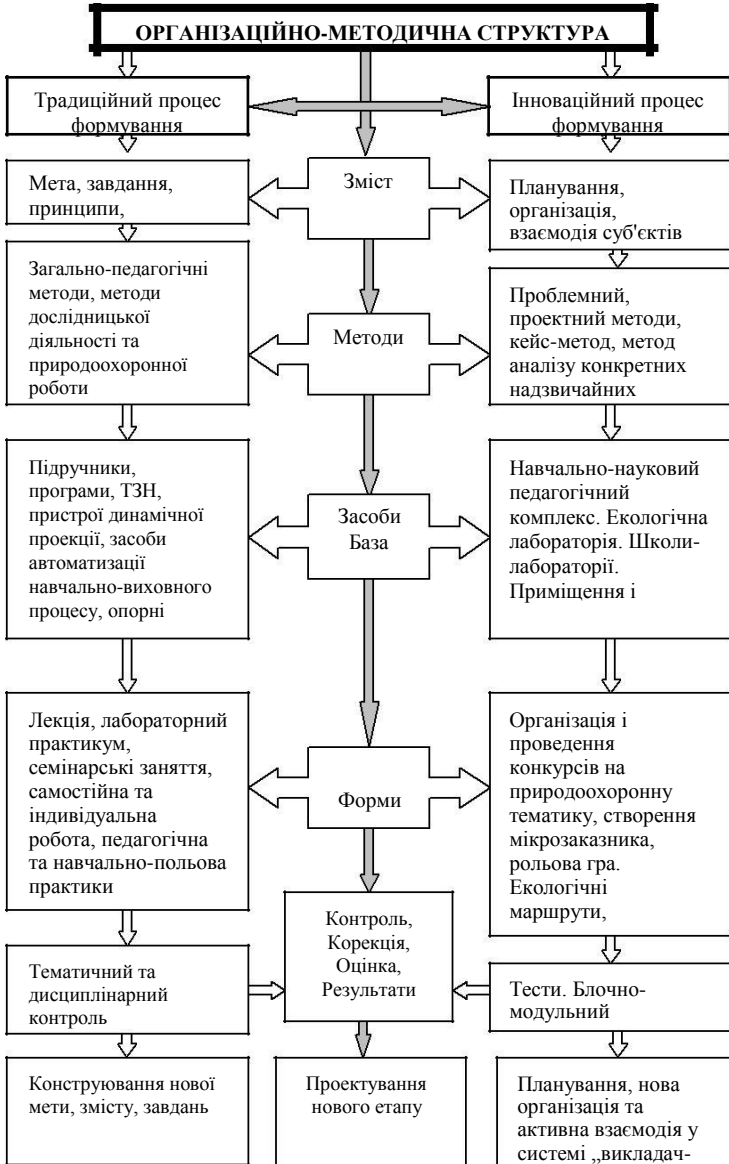 ОРГАНІЗАЦІЙНО-МЕТОДИЧНА СТРУКТУРА
Традиційний процес
формування
Інноваційний процес
формування
Мета, завдання,
принципи,
Зміст
Планування,
організація,
взаємодія суб'єктів
Загально-педагогічні
методи, методи
дослідницької
діяльності та
природоохоронної
роботи
Методи
Проблемний,
проектний методи,
кейс-метод, метод
аналізу конкретних
надзвичайних
Підручники,
програми, ТЗН,
пристрої динамічної
проекції, засоби
автоматизації
навчально-виховного
процесу, опорні
Засоби
База
Навчально-науковий
педагогічний
комплекс. Екологічна
лабораторія. Школи-
лабораторії.
Приміщення і
Лекція, лабораторний
практикум,
семінарські заняття,
самостійна та
індивідуальна
робота, педагогічна
та навчально-польова
практики
Форми
Організація і
проведення
конкурсів на
природоохоронну
тематику, створення
мікрозаказника,
рольова гра.
Екологічні
маршрути,
Контроль,
Корекція,
Оцінка,
Результати
Тематичний та
дисциплінарний
контроль
Тести. Блочно-
модульний
Конструювання нової
мети, змісту, завдань
Проектування
нового етапу
Планування, нова
організація та
активна взаємодія у
системі „викладач-